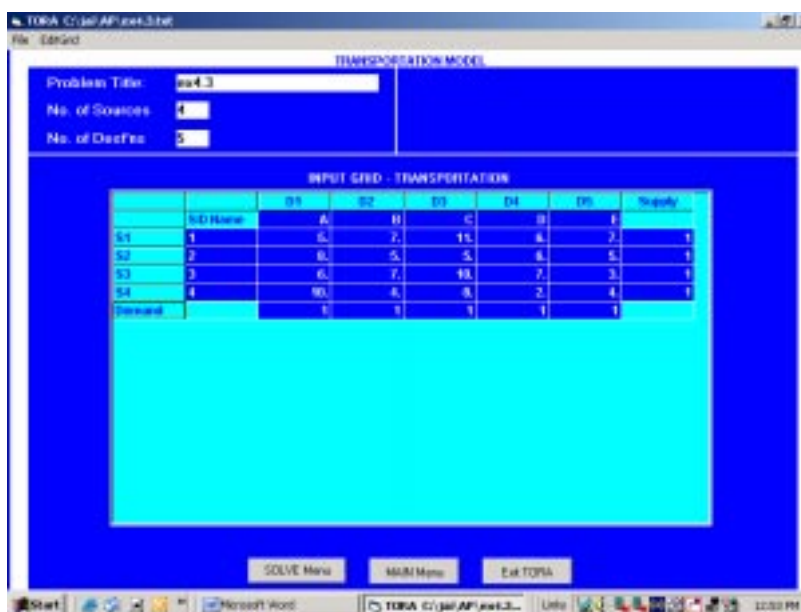 TORA C:\jai\AP\ex4.3.txt
File EditGrid
TRANSPORTATION MODEL
Problem Title: ex4.3
No. of Sources 4
No. of Dest'ns 5
INPUT GRID - TRANSPORTATION
D1 D2 D3 D4 D5 Supply
S/D Name A B C D E
S1 1 5. 7. 11. 6. 7. 1
S2 2 8. 5. 5. 6. 5. 1
S3 3 6. 7. 10. 7. 3. 1
S4 4 10. 4. 8. 2. 4. 1
Demand 1 1 1 1 1
SOLVE Menu MAIN Menu Exit TORA
Start Microsoft Word TORA C:\jai\AP\ex4.3... Links